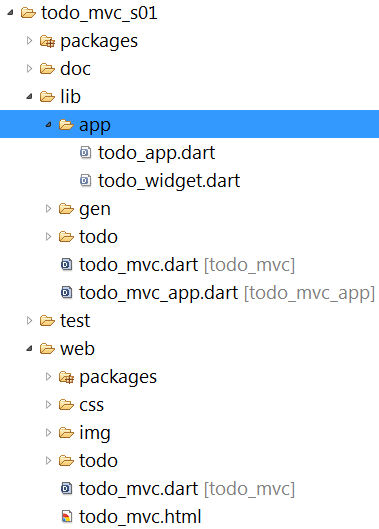 todo_mvc_s01
packages
doc
lib
app
todo_app.dart
todo_widget.dart
gen
todo
todo_mvc.dart [todo_mvc]
todo_mvc_app.dart [todo_mvc_app]
test
web
packages
css
img
todo
todo_mvc.dart [todo_mvc]
todo_mvc.html